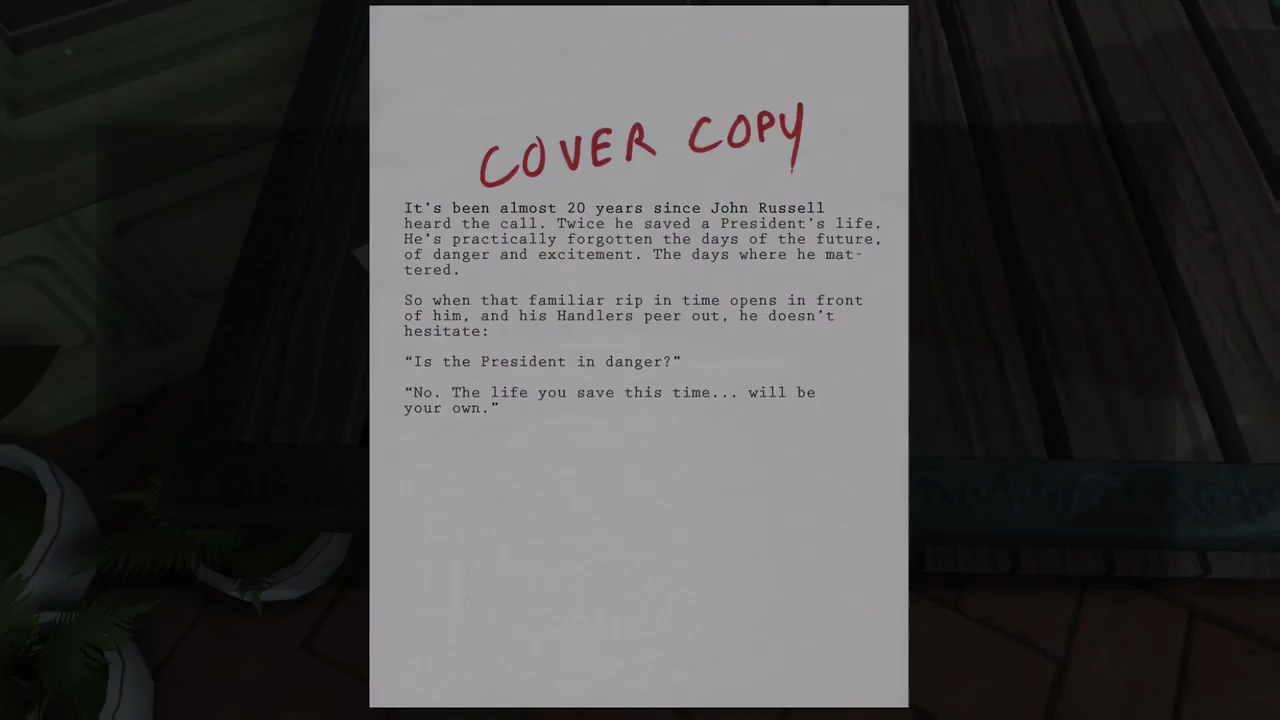 COVER COPY
It's been almost 20 years since John Russell
heard the call. Twice he saved a President's life.
He's practically forgotten the days of the future,
of danger and excitement. The days where he mat-
tered.
So when that familiar rip in time opens in front
of him, and his Handlers peer out, he doesn't
hesitate:
“Is the President in danger?”
“No. The life you save this time... will be
your own.”